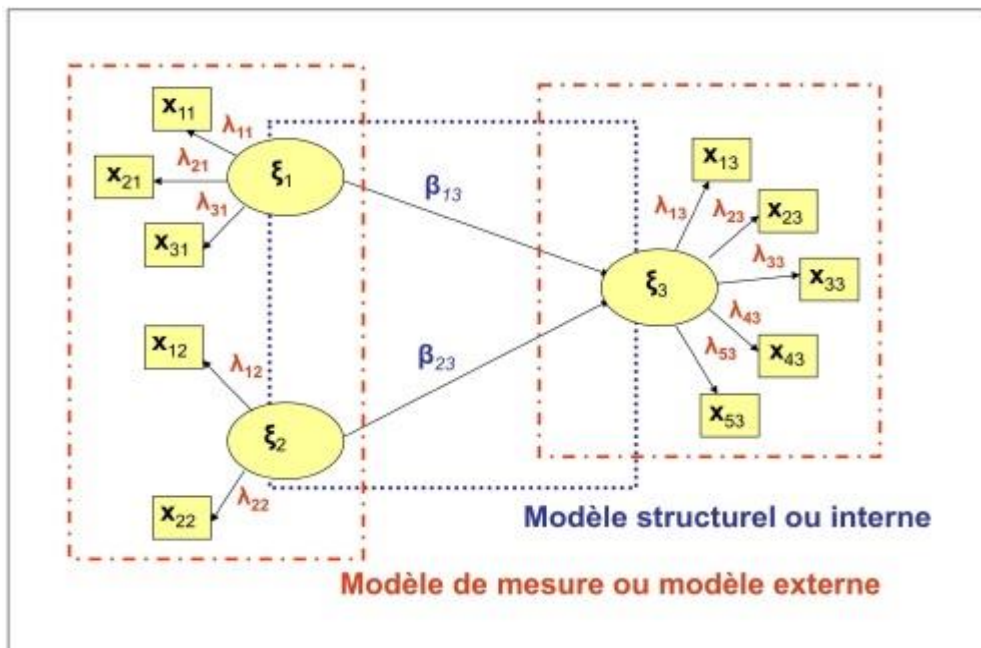 x11
λ11
x21
λ21
ξ1
λ31
x31
β13
x13
λ13
λ23
x23
λ33
x33
ξ3
λ43
x43
λ53
x53
x12
λ12
β23
ξ2
λ22
x22
Modèle structurel ou interne
Modèle de mesure ou modèle externe